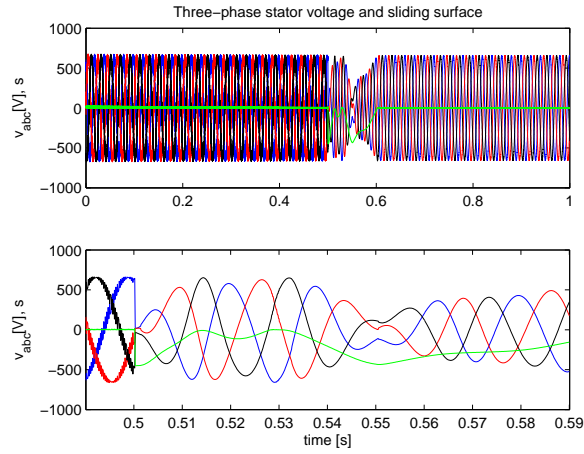 Three−phase stator voltage and sliding surface
v_abc[V], s
1000
500
0
−500
−1000
0 0.2 0.4 0.6 0.8 1
v_abc[V], s
1000
500
0
−500
−1000
0.5 0.51 0.52 0.53 0.54 0.55 0.56 0.57 0.58 0.59
time [s]